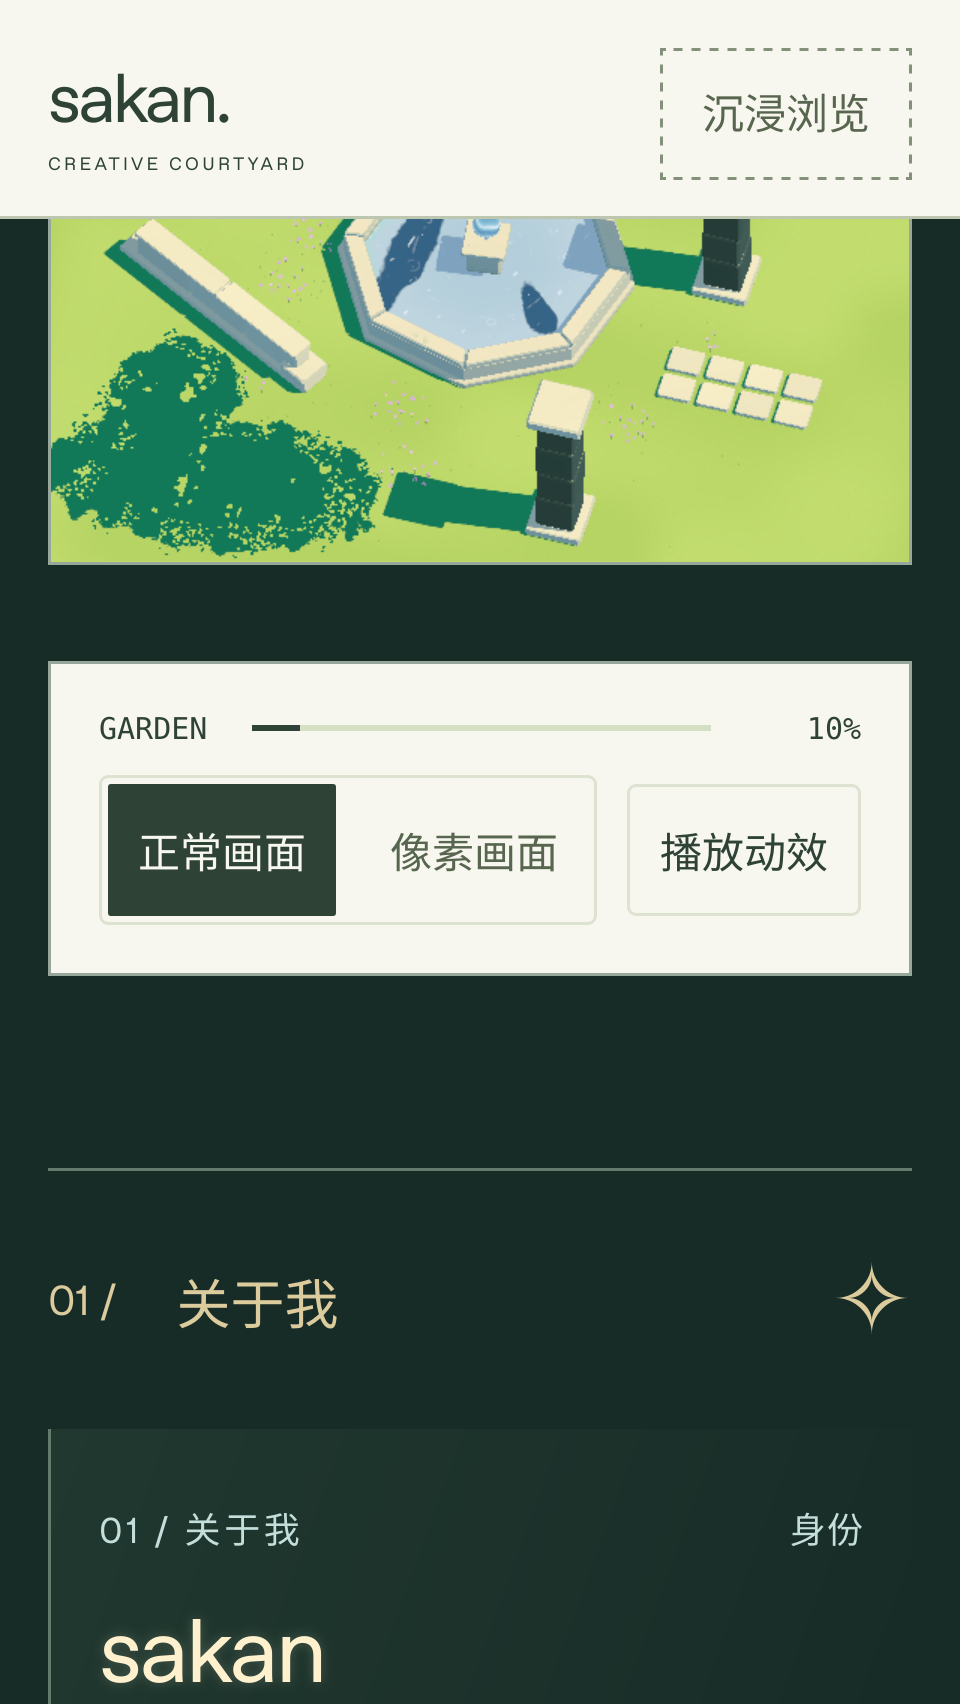 sakan.
CREATIVE COURTYARD
沉浸浏览
GARDEN 10%
正常画面 像素画面 播放动效
01 / 关于我
01 / 关于我 身份
sakan